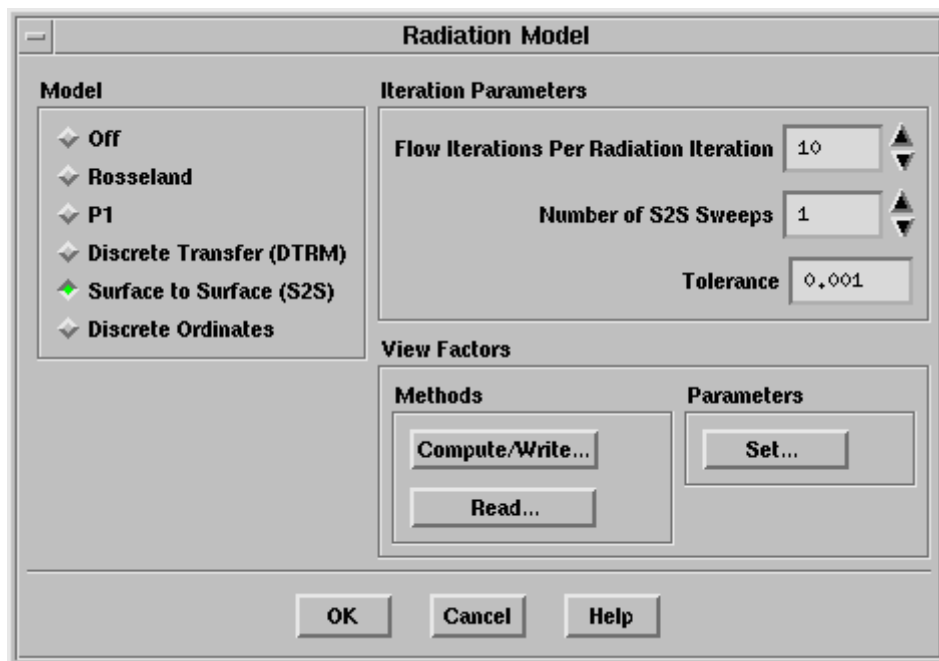 Radiation Model
Model
Off
Rosseland
P1
Discrete Transfer (DTRM)
Surface to Surface (S2S)
Discrete Ordinates
Iteration Parameters
Flow Iterations Per Radiation Iteration 10
Number of S2S Sweeps 1
Tolerance 0.001
View Factors
Methods
Compute/Write...
Read...
Parameters
Set...
OK Cancel Help